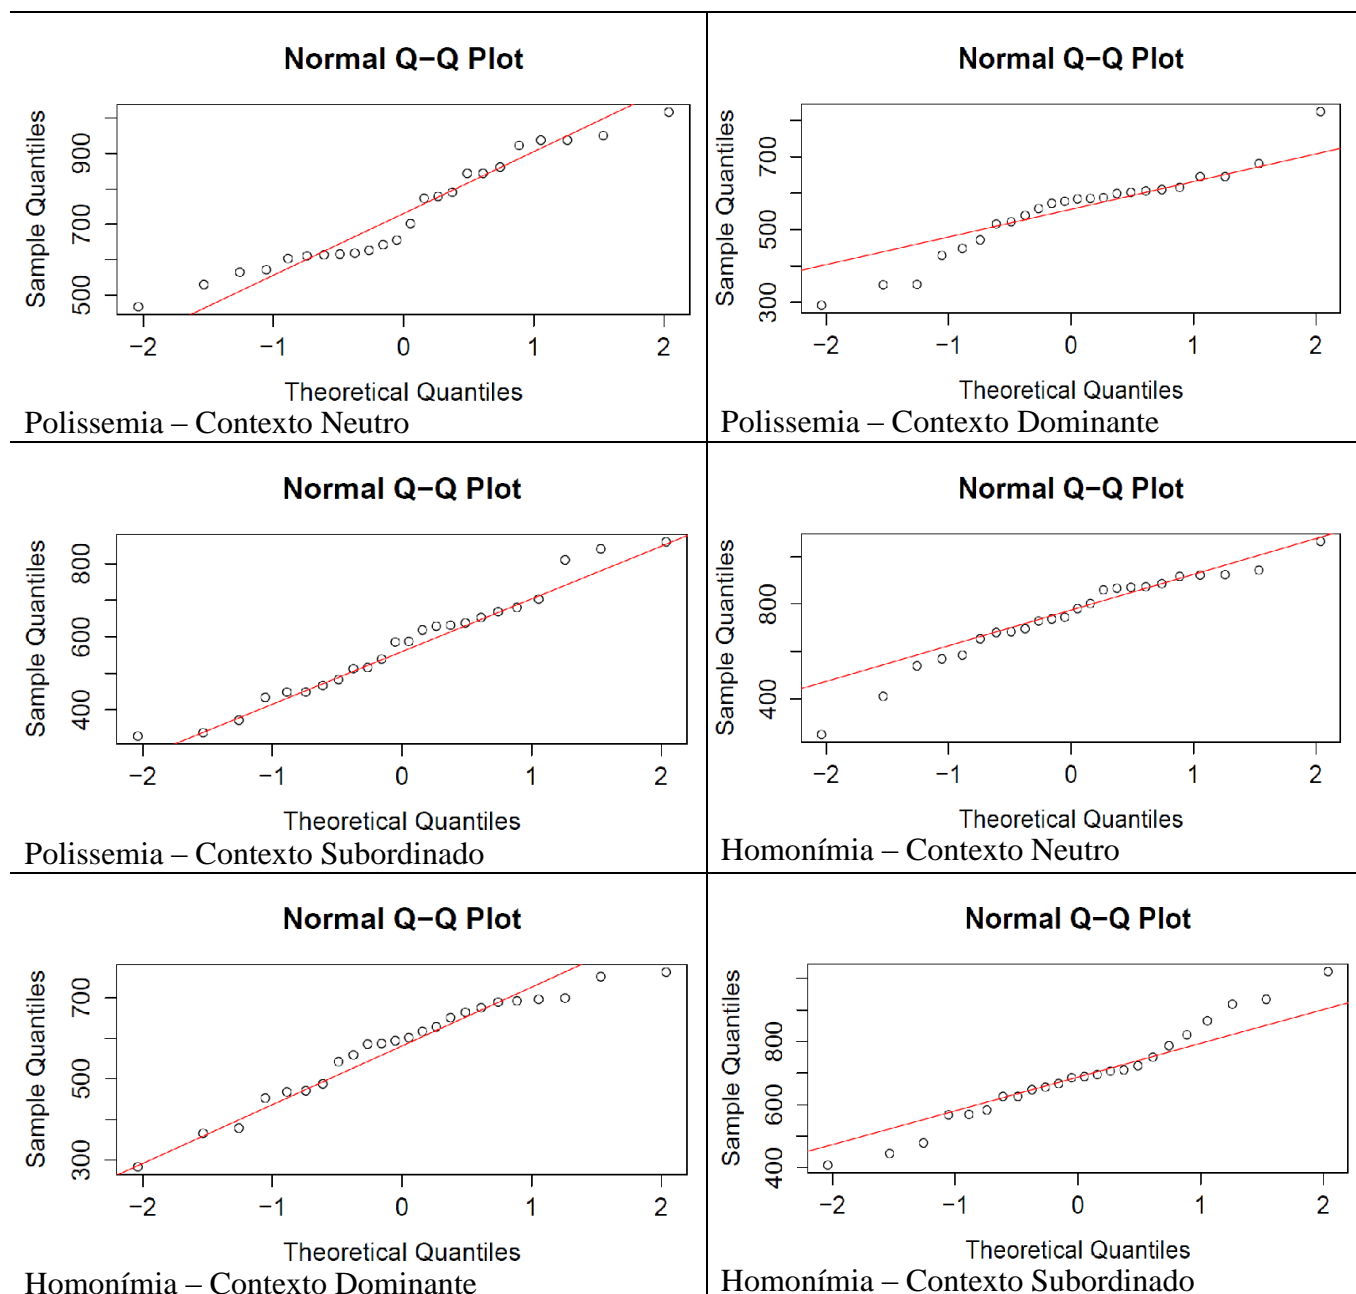 Normal Q−Q Plot
Sample Quantiles
500 700 900
−2 −1 0 1 2
Theoretical Quantiles
Polissemia – Contexto Neutro
Normal Q−Q Plot
Sample Quantiles
300 500 700
−2 −1 0 1 2
Theoretical Quantiles
Polissemia – Contexto Dominante
Normal Q−Q Plot
Sample Quantiles
400 600 800
−2 −1 0 1 2
Theoretical Quantiles
Polissemia – Contexto Subordinado
Normal Q−Q Plot
Sample Quantiles
400 800
−2 −1 0 1 2
Theoretical Quantiles
Homonímia – Contexto Neutro
Normal Q−Q Plot
Sample Quantiles
300 500 700
−2 −1 0 1 2
Theoretical Quantiles
Homonímia – Contexto Dominante
Normal Q−Q Plot
Sample Quantiles
400 600 800
−2 −1 0 1 2
Theoretical Quantiles
Homonímia – Contexto Subordinado